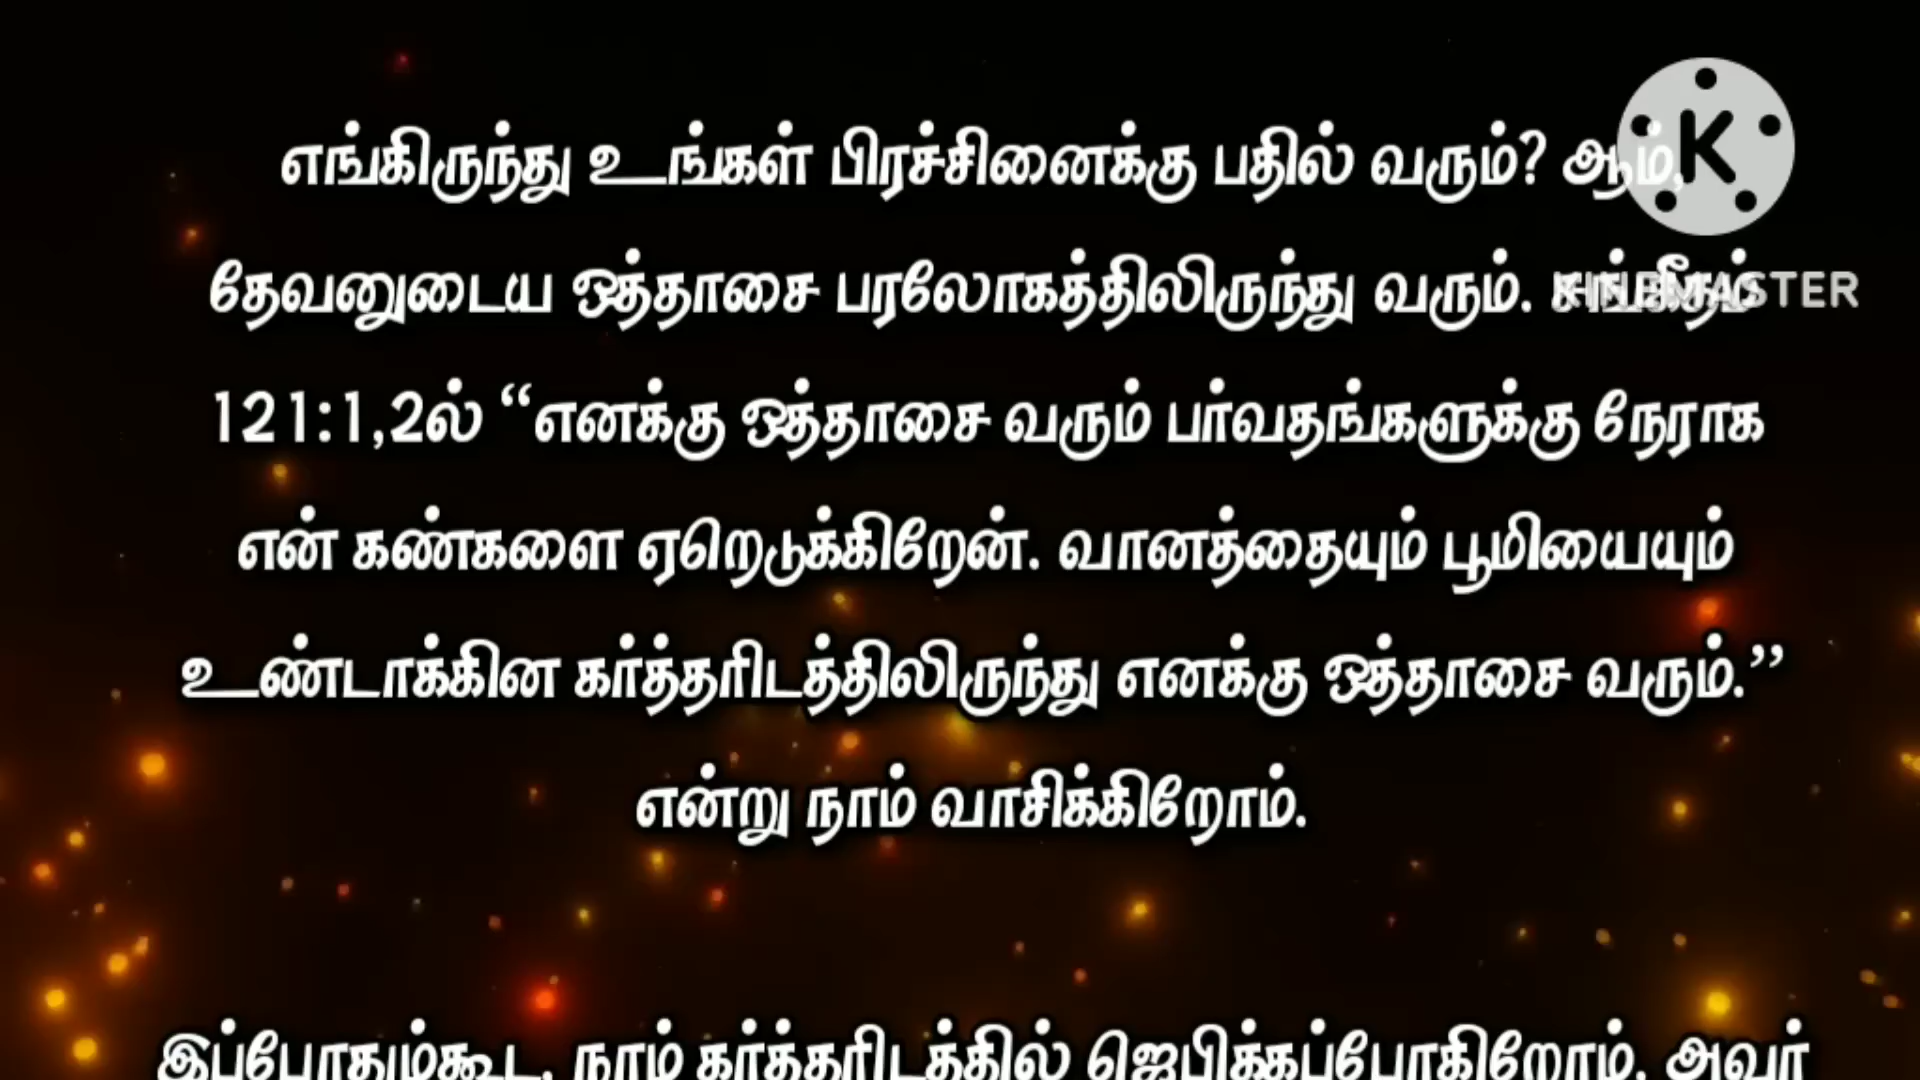 எங்கிருந்து உங்கள் பிரச்சினைக்கு பதில் வரும்? ஆம்,
தேவனுடைய ஒத்தாசை பரலோகத்திலிருந்து வரும். சங்கீதம்
121:1,2ல் “எனக்கு ஒத்தாசை வரும் பர்வதங்களுக்கு நேராக
என் கண்களை ஏறெடுக்கிறேன். வானத்தையும் பூமியையும்
உண்டாக்கின கர்த்தரிடத்திலிருந்து எனக்கு ஒத்தாசை வரும்.”
என்று நாம் வாசிக்கிறோம்.
இப்போதும்கூட, நாம் கர்த்தரிடத்தில் ஜெபிக்கப்போகிறோம். அவர்
K
KINEMASTER